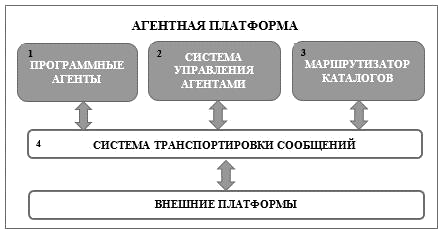 АГЕНТНАЯ ПЛАТФОРМА
1
ПРОГРАММНЫЕ
АГЕНТЫ
2
СИСТЕМА
УПРАВЛЕНИЯ
АГЕНТАМИ
3
МАРШРУТИЗАТОР
КАТАЛОГОВ
4 СИСТЕМА ТРАНСПОРТИРОВКИ СООБЩЕНИЙ
ВНЕШНИЕ ПЛАТФОРМЫ